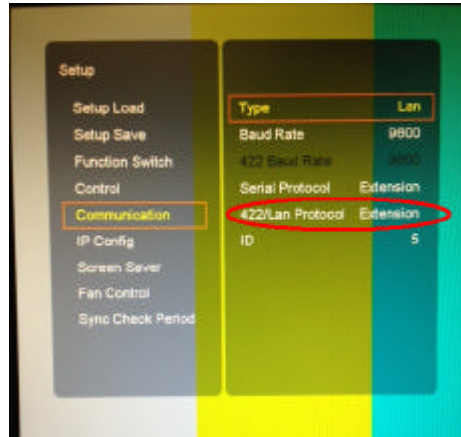 Setup
Setup Load
Setup Save
Function Switch
Control
Communication
IP Config
Screen Saver
Fan Control
Sync Check Period
Type Lan
Baud Rate 9600
422 Baud Rate 9600
Serial Protocol Extension
422/Lan Protocol Extension
ID 5